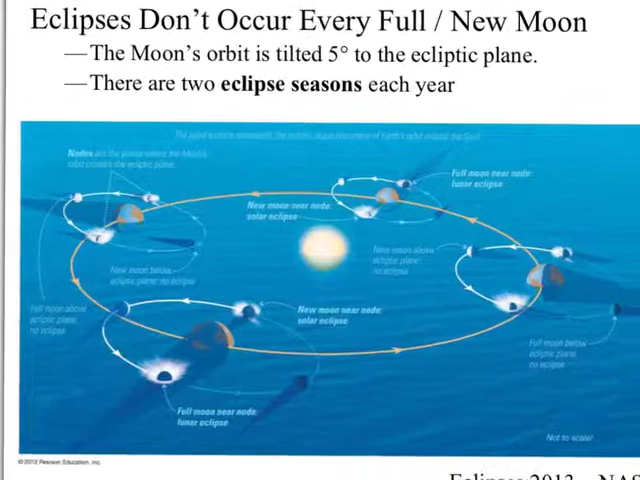 Eclipses Don't Occur Every Full / New Moon
—The Moon's orbit is tilted 5° to the ecliptic plane.
—There are two eclipse seasons each year
Nodes are the points where the Moon's
orbit crosses the ecliptic plane.
Full moon near node:
lunar eclipse
New moon near node:
solar eclipse
New moon above
ecliptic plane:
no eclipse
New moon below
ecliptic plane:
no eclipse
Full moon above
ecliptic plane:
no eclipse
New moon near node:
solar eclipse
Full moon below
ecliptic plane:
no eclipse
Full moon near node:
lunar eclipse
Not to scale!
© 2012 Pearson Education, Inc.